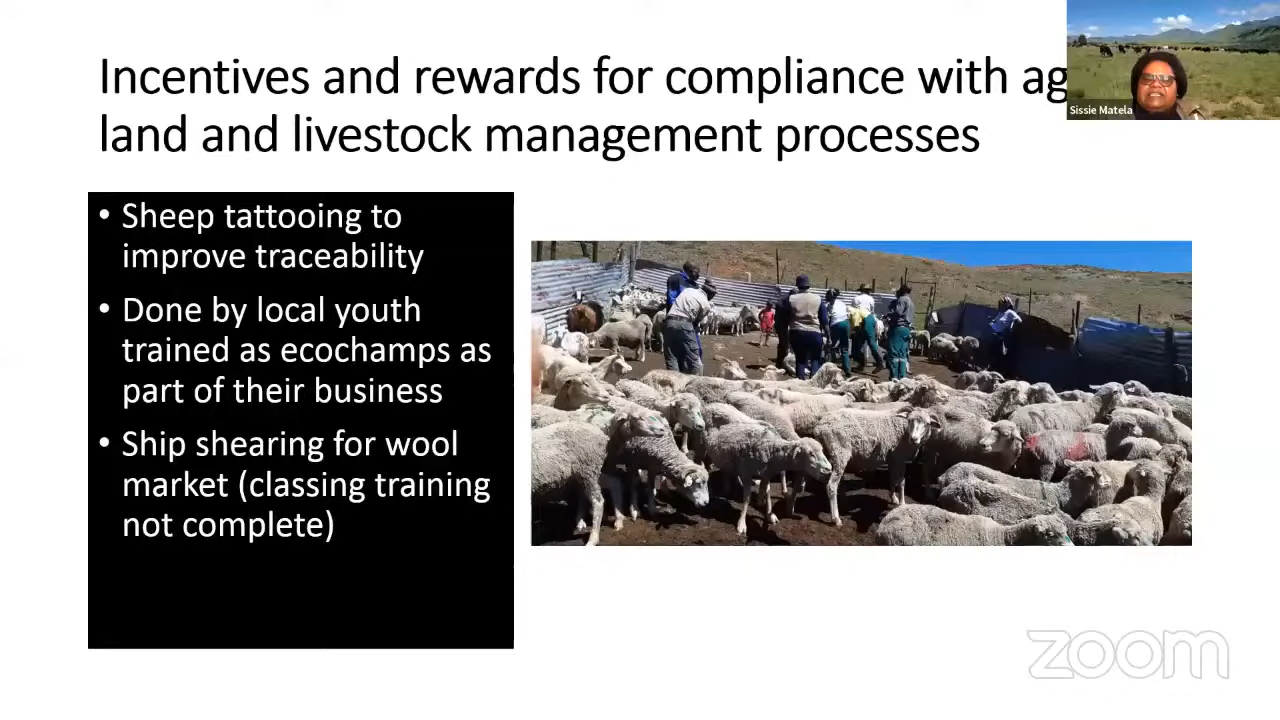 Incentives and rewards for compliance with ag
land and livestock management processes
Sissie Matela
• Sheep tattooing to
improve traceability
• Done by local youth
trained as ecochamps as
part of their business
• Ship shearing for wool
market (classing training
not complete)
zoom